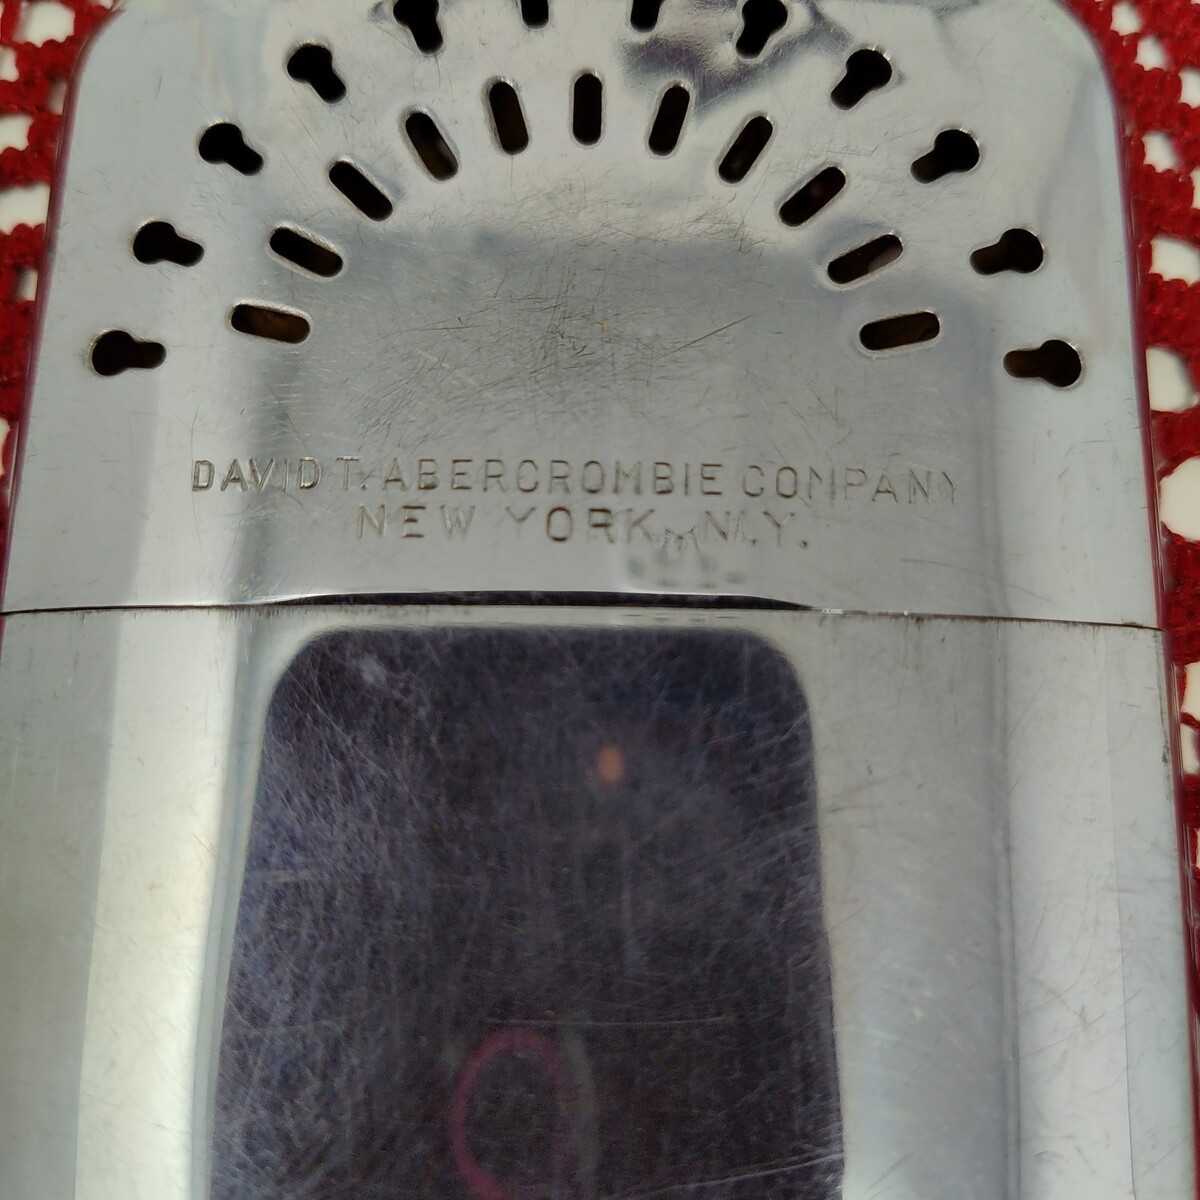 DAVID T. ABERCROMBIE COMPANY
NEW YORK, N.Y.